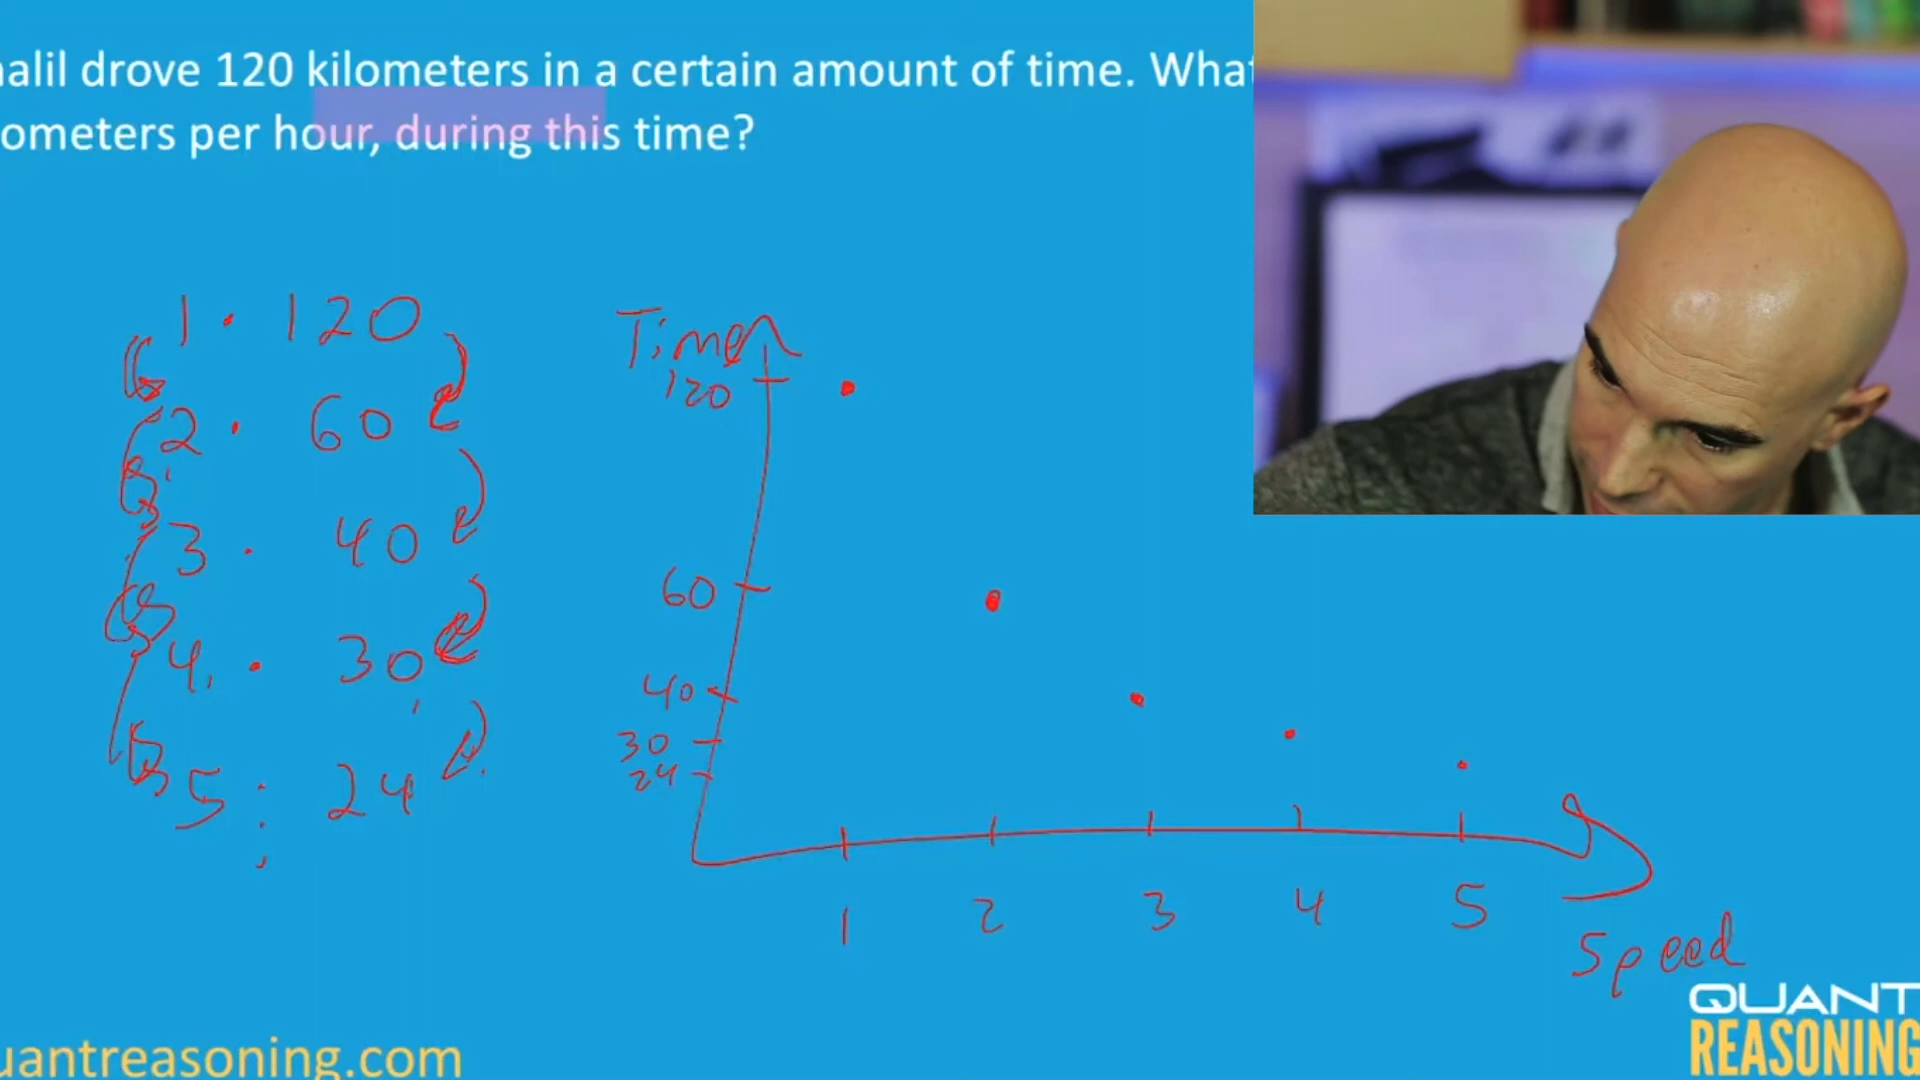 alil drove 120 kilometers in a certain amount of time. What
ometers per hour, during this time?
1 · 120
2 · 60
3 · 40
4 · 30
5 : 24
Time
120
60
40
30
24
1 2 3 4 5
Speed
QUANT
REASONING
uantreasoning.com